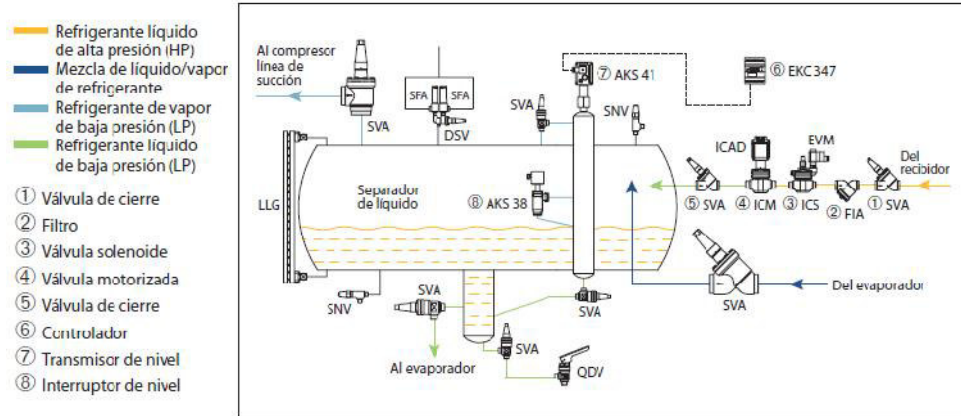 Refrigerante líquido
de alta presión (HP)
Mezcla de líquido/vapor
de refrigerante
Refrigerante de vapor
de baja presión (LP)
Refrigerante líquido
de baja presión (LP)
① Válvula de cierre
② Filtro
③ Válvula solenoide
④ Válvula motorizada
⑤ Válvula de cierre
⑥ Controlador
⑦ Transmisor de nivel
⑧ Interruptor de nivel
Al compresor
línea de
succión
SVA
SFA
SFA
DSV
SVA
⑦ AKS 41
SNV
⑥ EKC347
ICAD
EVM
Del
recibidor
⑤ SVA
④ ICM
③ ICS
② FIA
① SVA
LLG
Separador
de líquido
⑧ AKS 38
SVA
Del evaporador
SNV
SVA
Al evaporador
SVA
SVA
QDV